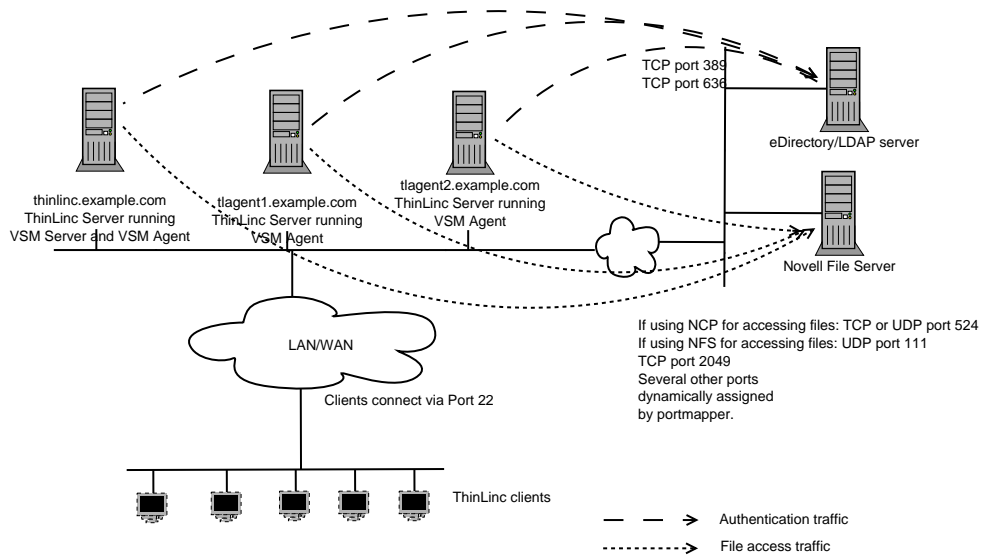 TCP port 389
TCP port 636
eDirectory/LDAP server
thinlinc.example.com
ThinLinc Server running
VSM Server and VSM Agent
tlagent1.example.com
ThinLinc Server running
VSM Agent
tlagent2.example.com
ThinLinc Server running
VSM Agent
Novell File Server
If using NCP for accessing files: TCP or UDP port 524
If using NFS for accessing files: UDP port 111
TCP port 2049
Several other ports
dynamically assigned
by portmapper.
LAN/WAN
Clients connect via Port 22
ThinLinc clients
Authentication traffic
File access traffic